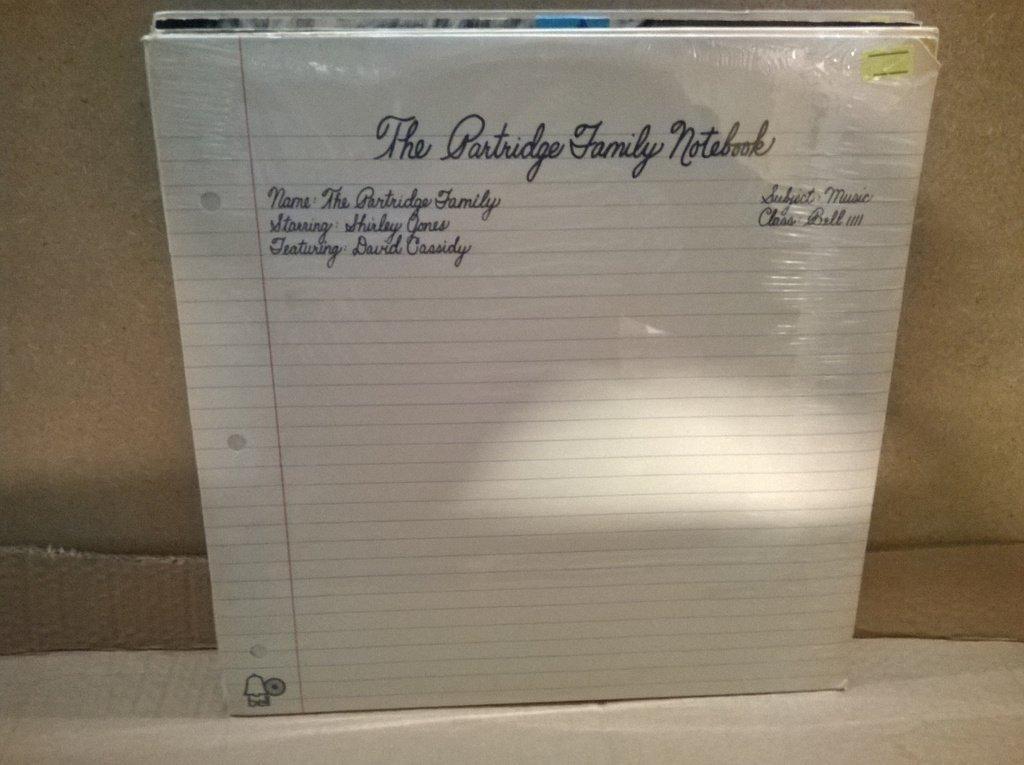 The Partridge Family Notebook
Name: The Partridge Family
Starring: Shirley Jones
Featuring: David Cassidy
Subject: Music
Class: Bell 1111